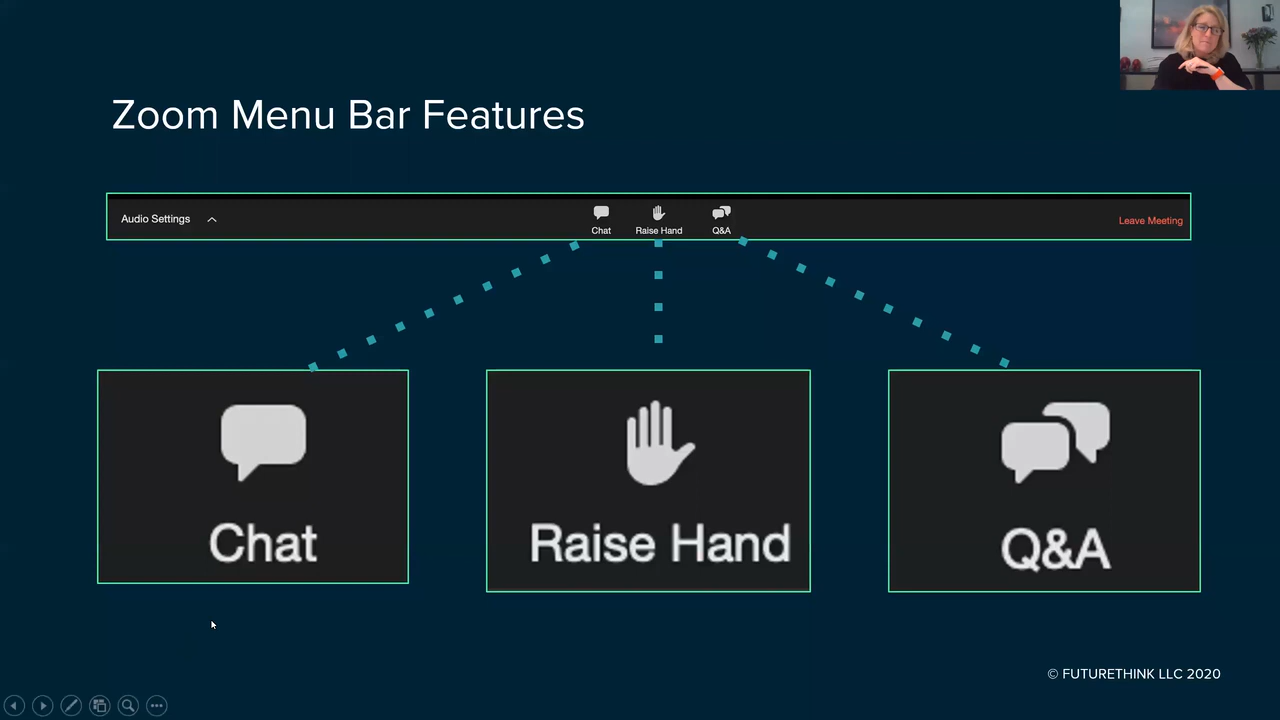 Zoom Menu Bar Features
Audio Settings
Chat
Raise Hand
Q&A
Leave Meeting
Chat
Raise Hand
Q&A
© FUTURETHINK LLC 2020